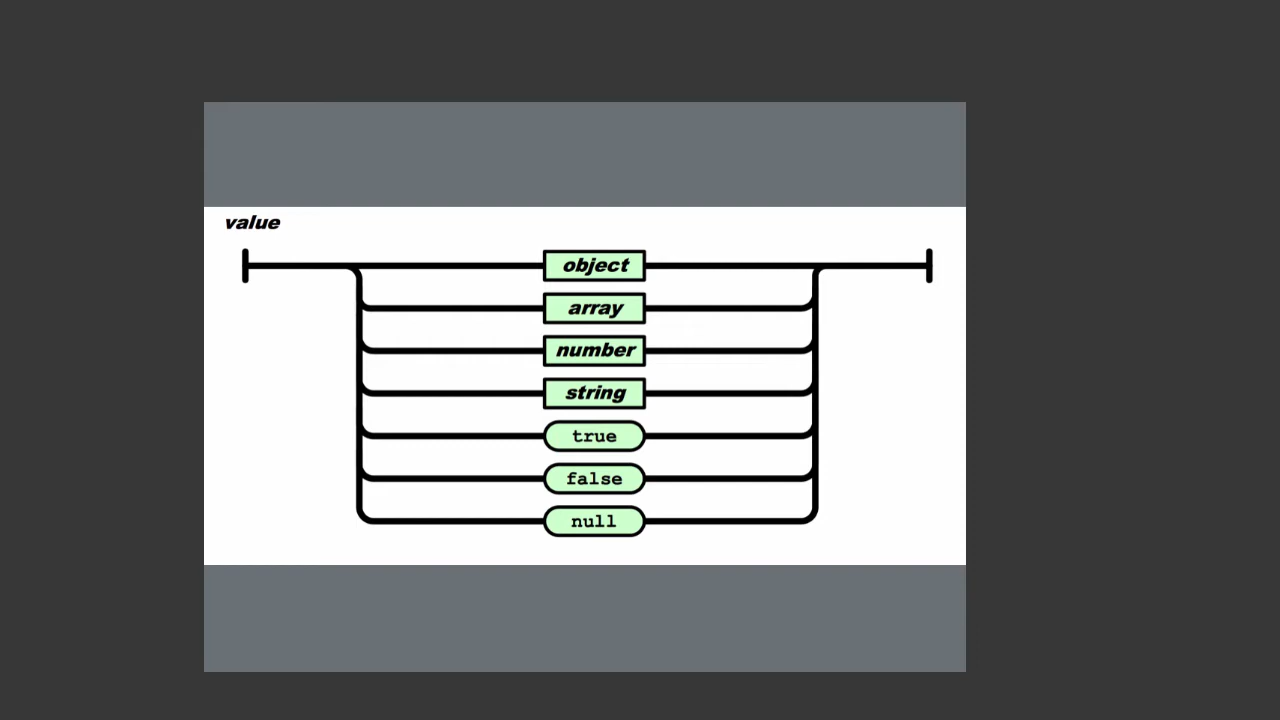 value
object
array
number
string
true
false
null